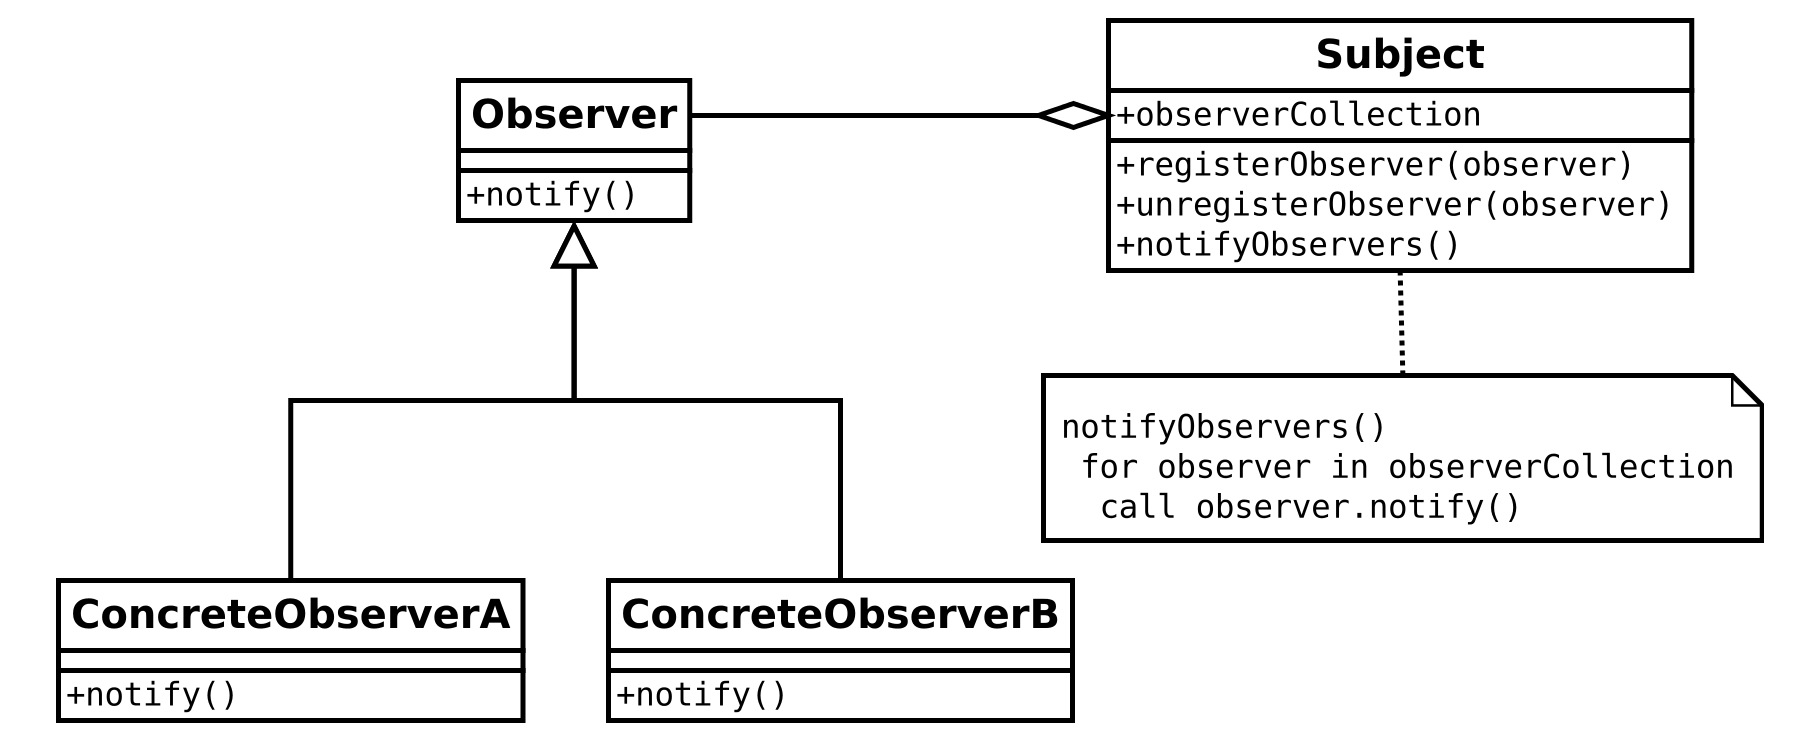 Observer
+notify()
Subject
+observerCollection
+registerObserver(observer)
+unregisterObserver(observer)
+notifyObservers()
notifyObservers()
for observer in observerCollection
call observer.notify()
ConcreteObserverA
+notify()
ConcreteObserverB
+notify()